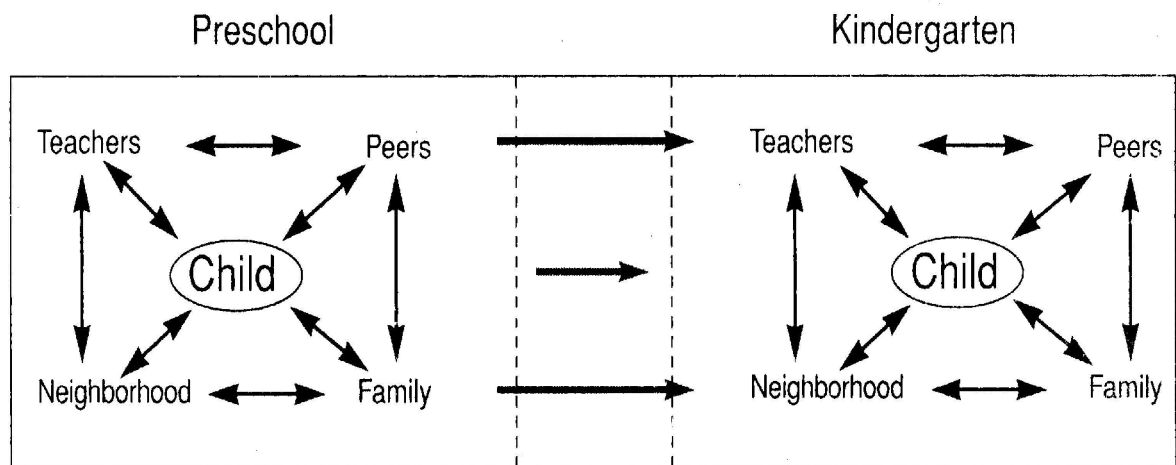 Preschool Kindergarten
Teachers Peers Teachers Peers
Child Child
Neighborhood Family Neighborhood Family